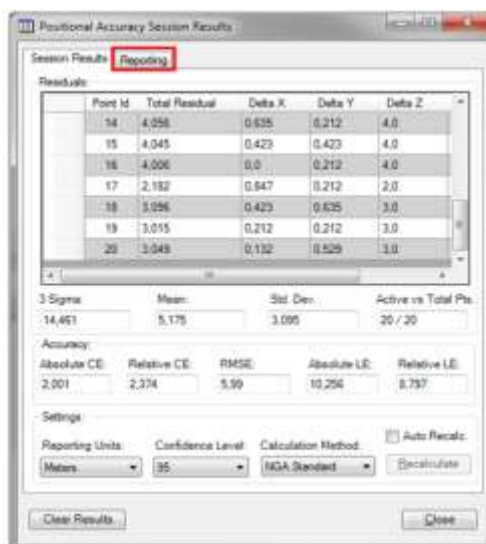 Positional Accuracy Session Results
Session Results Reporting
Residuals:
Point Id Total Residual Delta X Delta Y Delta Z
14 4,056 0,635 0,212 4,0
15 4,045 0,423 0,423 4,0
16 4,006 0,0 0,212 4,0
17 2,182 0,847 0,212 2,0
18 3,096 0,423 0,635 3,0
19 3,015 0,212 0,212 3,0
20 3,049 0,132 0,529 3,0
3 Sigma: Mean: Std. Dev. Active vs Total Pts.
14,461 5,175 3,095 20 / 20
Accuracy:
Absolute CE: Relative CE: RMSE: Absolute LE: Relative LE:
2,001 2,374 5,99 10,256 9,797
Settings
Reporting Units: Confidence Level: Calculation Method: Auto Recalc.
Meters 95 NGA Standard Recalculate
Clear Results Close